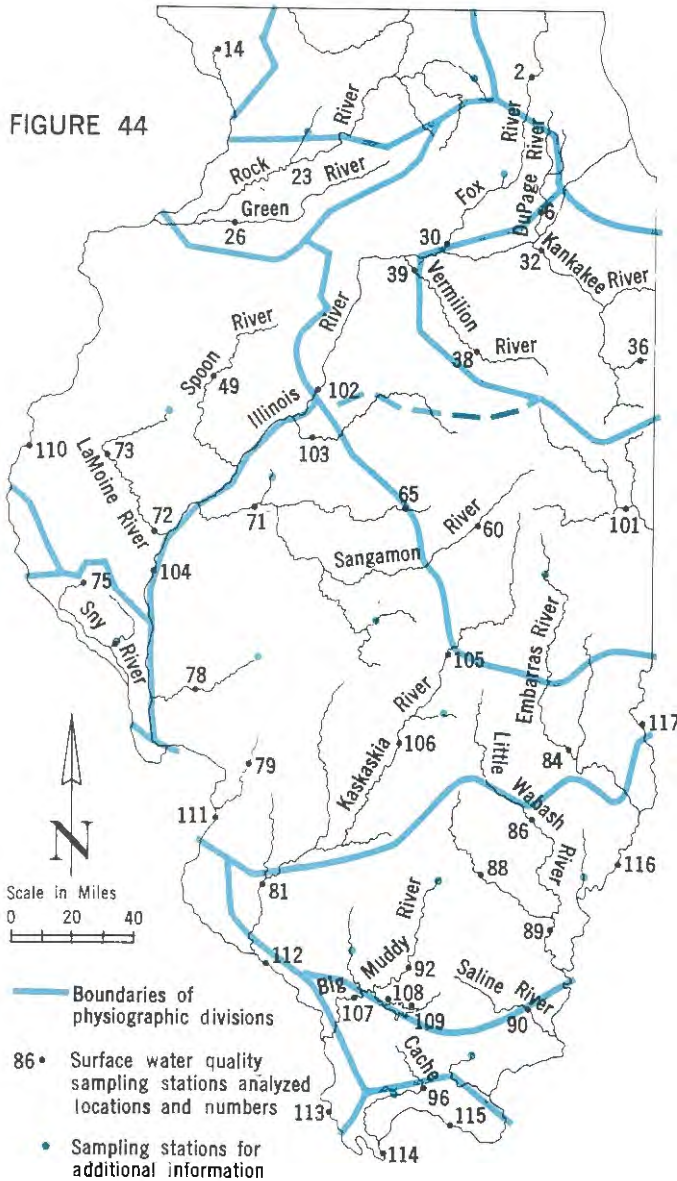 14
2
FIGURE 44
Rock River
23
Green River
26
Fox River
DuPage River
6
30
32
Kankakee River
39
Vermilion River
38
36
Spoon River
49
Illinois River
102
103
110
73
LaMoine River
72
71
65
60
101
Sangamon River
104
75
Sny River
105
Embarras River
78
117
Kaskaskia River
106
79
84
Little Wabash River
86
111
88
116
N
Scale in Miles
0 20 40
81
89
112
Big Muddy River
92
Saline River
108
107
109
90
Cache
96
113
115
114
Boundaries of
physiographic divisions
86 Surface water quality
sampling stations analyzed
locations and numbers
Sampling stations for
additional information